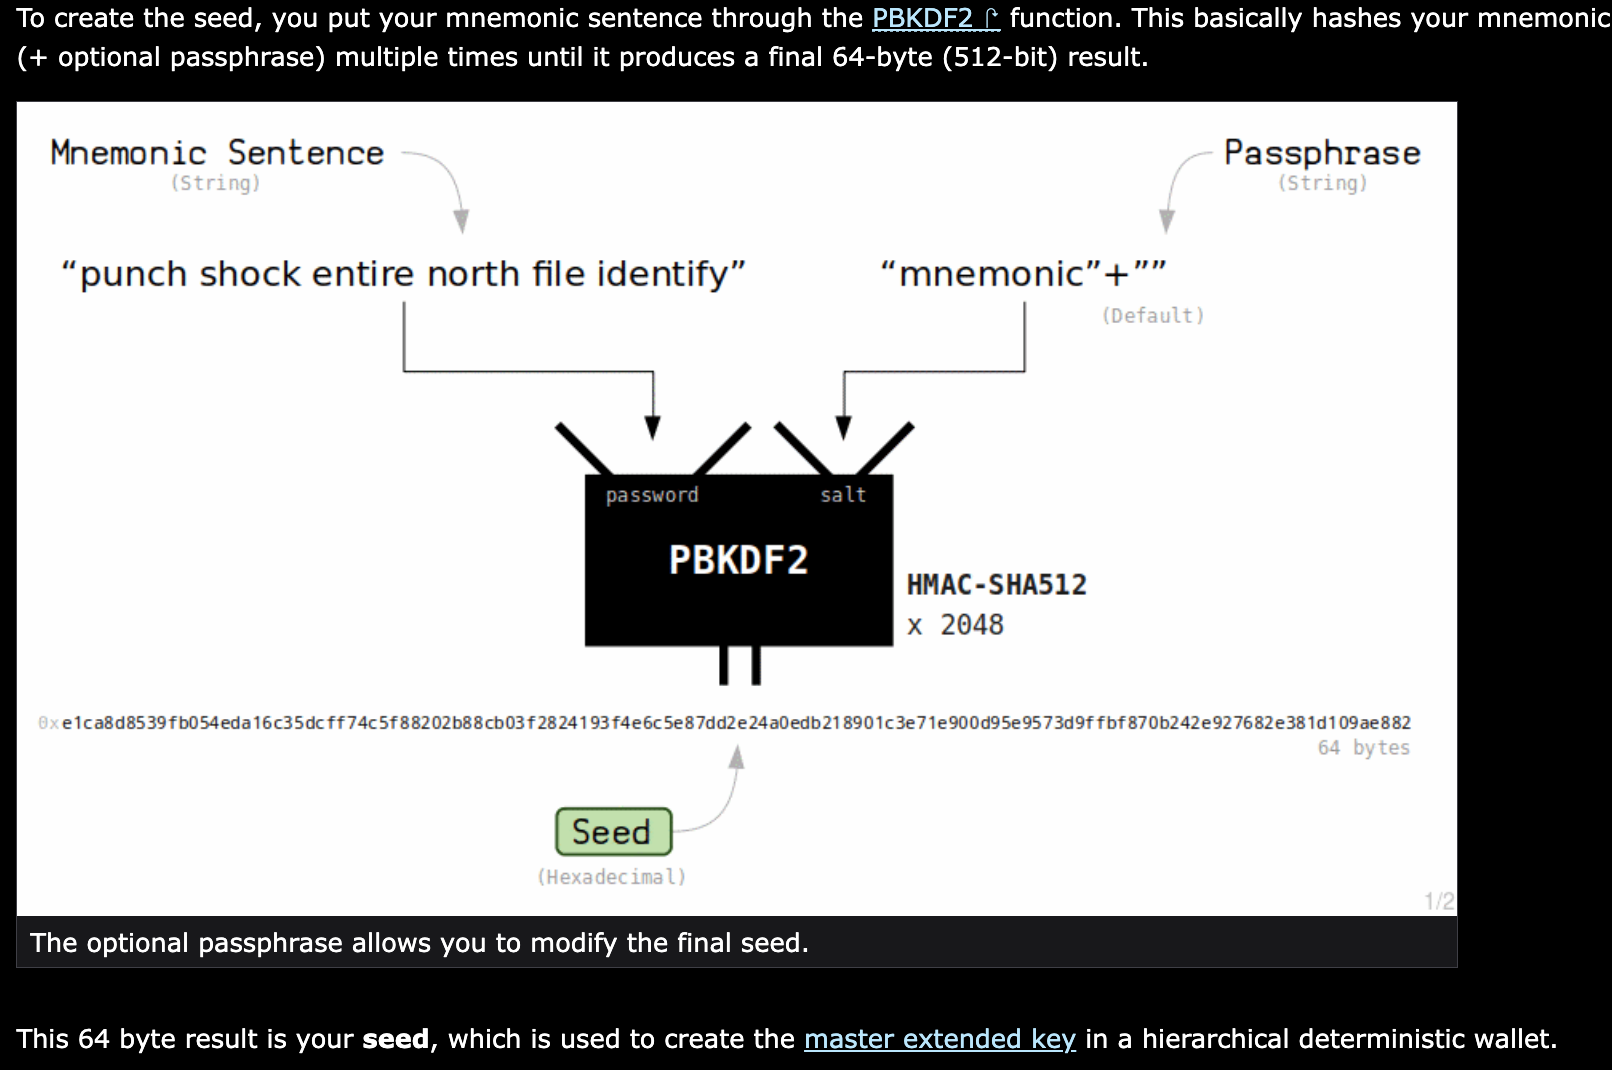 To create the seed, you put your mnemonic sentence through the PBKDF2 ↱ function. This basically hashes your mnemonic
(+ optional passphrase) multiple times until it produces a final 64-byte (512-bit) result.
Mnemonic Sentence
(String)
Passphrase
(String)
“punch shock entire north file identify”
“mnemonic”+””
(Default)
password
salt
PBKDF2
HMAC-SHA512
x 2048
0xe1ca8d8539fb054eda16c35dcff74c5f88202b88cb03f2824193f4e6c5e87dd2e24a0edb218901c3e71e900d95e9573d9ffbf870b242e927682e381d109ae882
64 bytes
Seed
(Hexadecimal)
1/2
The optional passphrase allows you to modify the final seed.
This 64 byte result is your seed, which is used to create the master extended key in a hierarchical deterministic wallet.